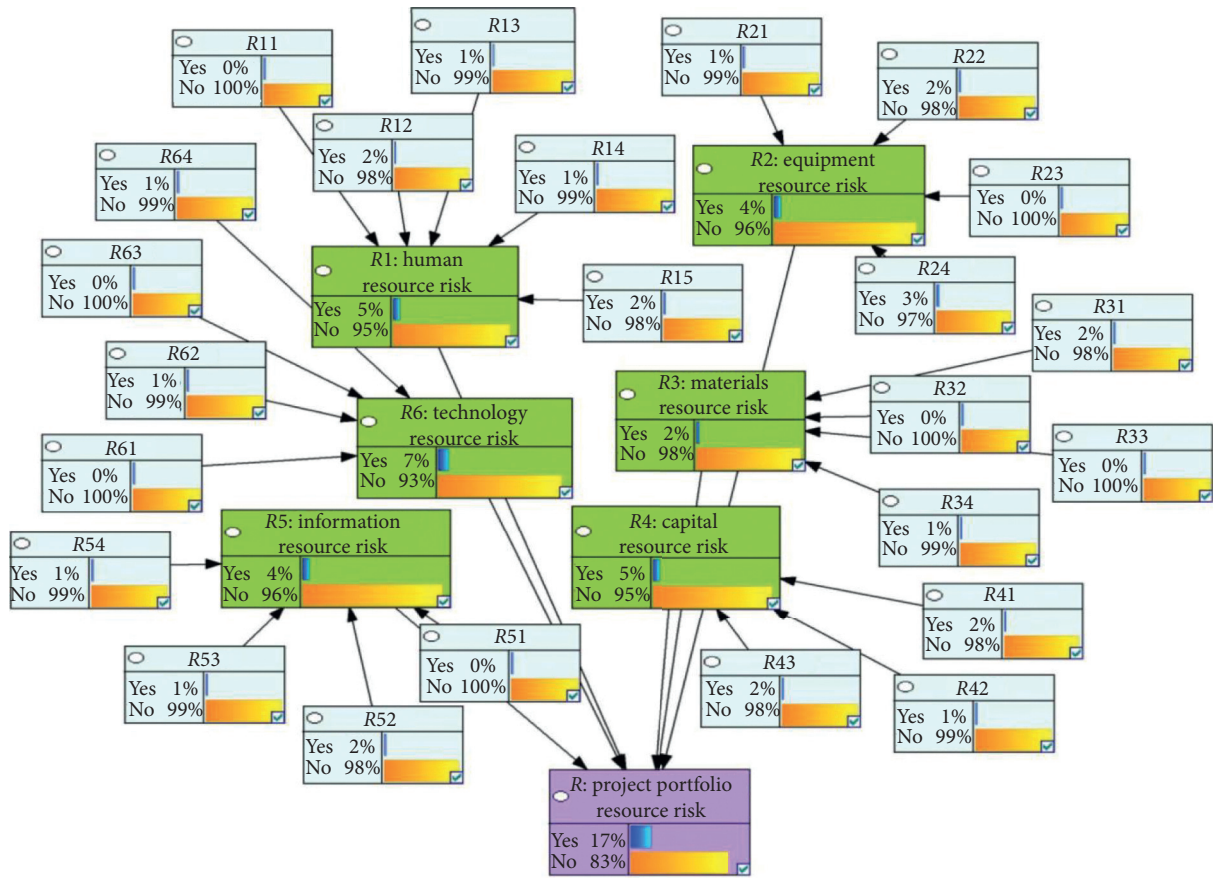 R11
Yes 0%
No 100%
R13
Yes 1%
No 99%
R21
Yes 1%
No 99%
R22
Yes 2%
No 98%
R12
Yes 2%
No 98%
R64
Yes 1%
No 99%
R14
Yes 1%
No 99%
R2: equipment
resource risk
Yes 4%
No 96%
R23
Yes 0%
No 100%
R63
Yes 0%
No 100%
R1: human
resource risk
Yes 5%
No 95%
R15
Yes 2%
No 98%
R24
Yes 3%
No 97%
R31
Yes 2%
No 98%
R62
Yes 1%
No 99%
R6: technology
resource risk
Yes 7%
No 93%
R3: materials
resource risk
Yes 2%
No 98%
R32
Yes 0%
No 100%
R33
Yes 0%
No 100%
R61
Yes 0%
No 100%
R34
Yes 1%
No 99%
R54
Yes 1%
No 99%
R5: information
resource risk
Yes 4%
No 96%
R4: capital
resource risk
Yes 5%
No 95%
R41
Yes 2%
No 98%
R53
Yes 1%
No 99%
R51
Yes 0%
No 100%
R43
Yes 2%
No 98%
R42
Yes 1%
No 99%
R52
Yes 2%
No 98%
R: project portfolio
resource risk
Yes 17%
No 83%